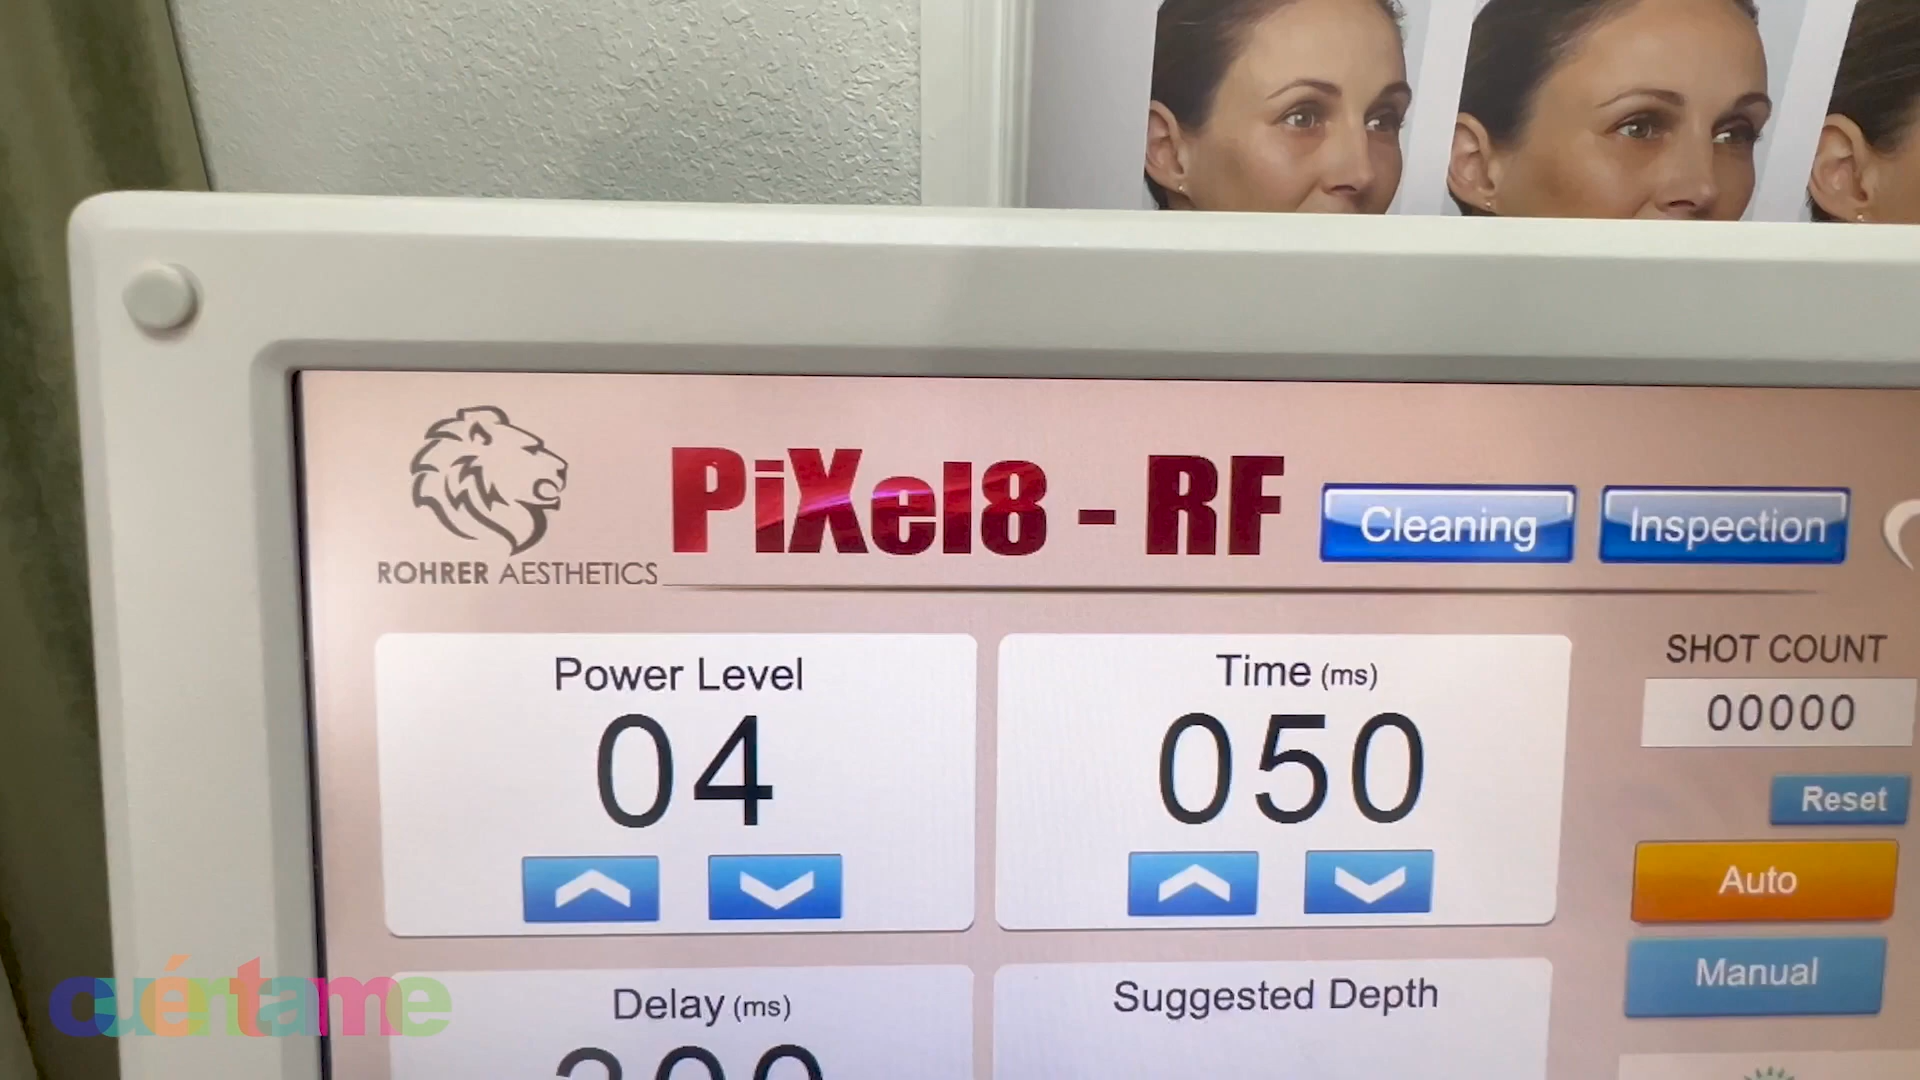 PiXel8 - RF
Cleaning
Inspection
ROHRER AESTHETICS
Power Level
04
Time (ms)
050
SHOT COUNT
00000
Reset
Auto
Manual
Delay (ms)
Suggested Depth
cuéntame